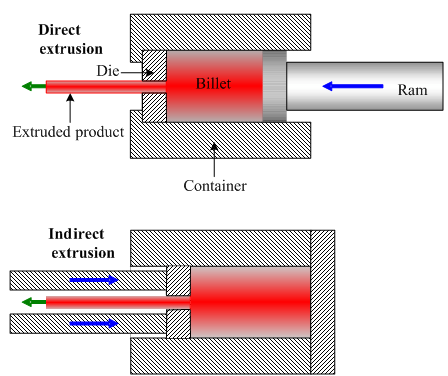 Direct
extrusion
Die
Billet
Ram
Extruded product
Container
Indirect
extrusion